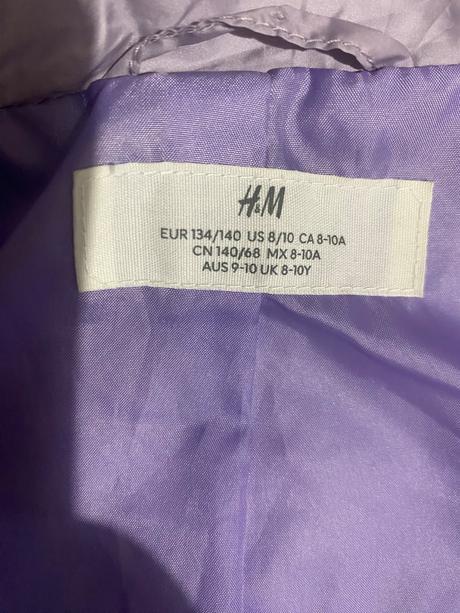 H&M
EUR 134/140 US 8/10 CA 8-10A
CN 140/68 MX 8-10A
AUS 9-10 UK 8-10Y